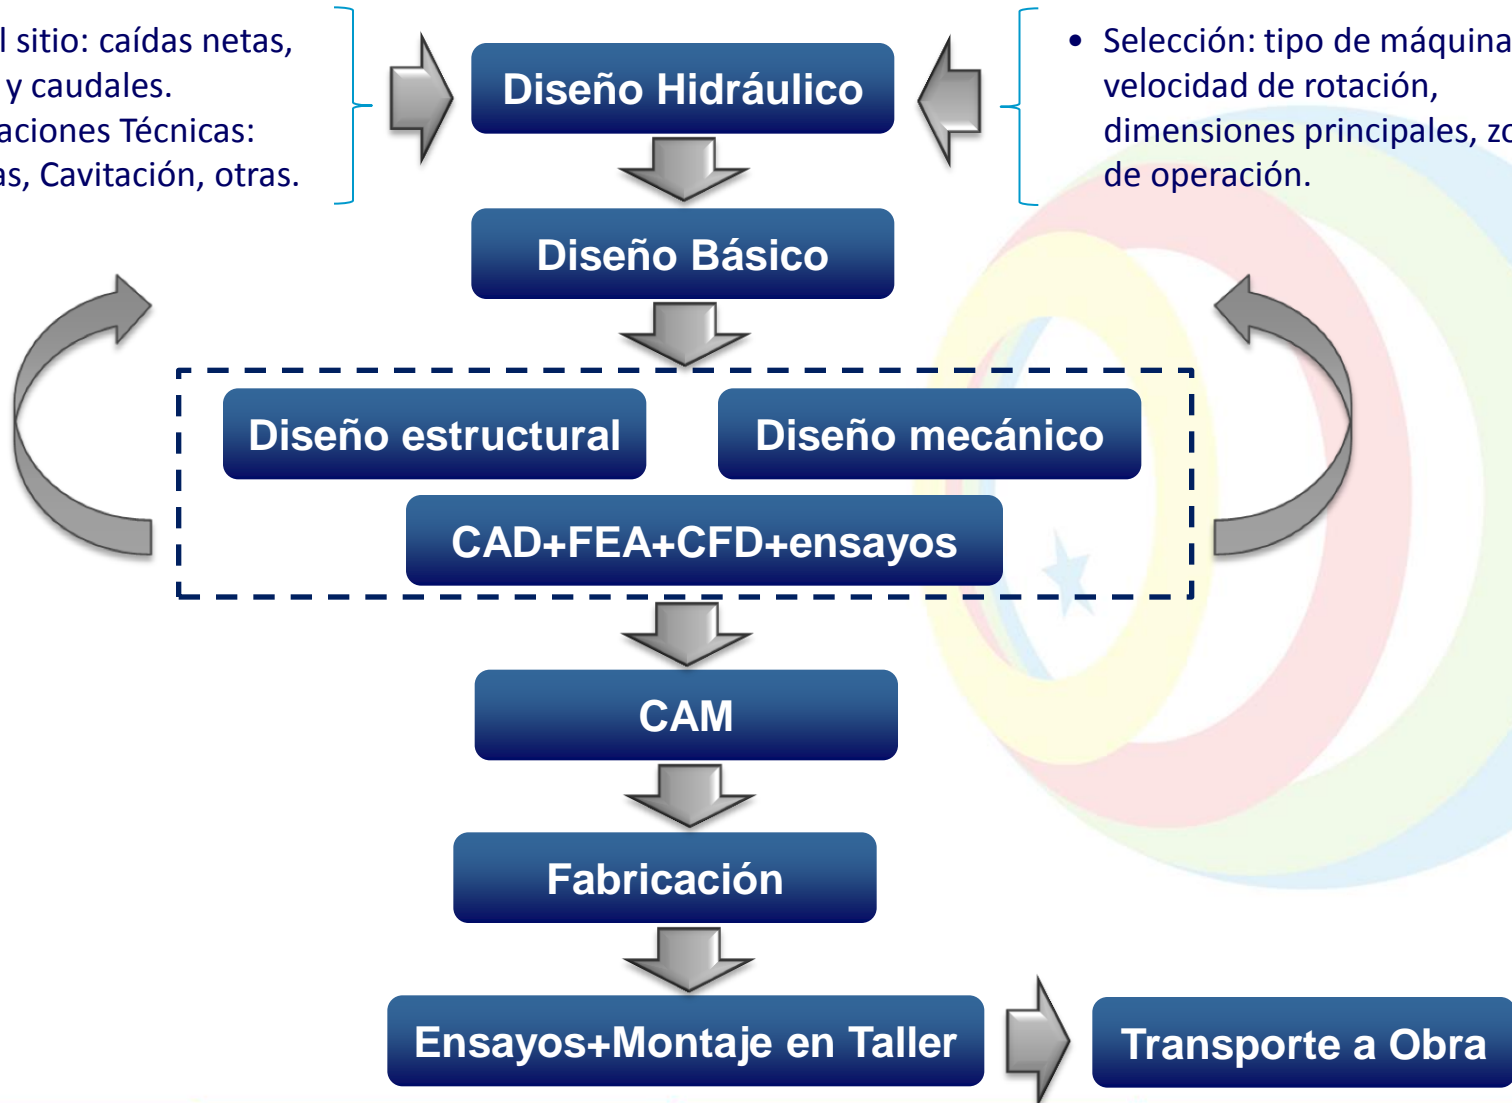 l sitio: caídas netas,
y caudales.
aciones Técnicas:
as, Cavitación, otras.
Diseño Hidráulico
• Selección: tipo de máquina
velocidad de rotación,
dimensiones principales, zo
de operación.
Diseño Básico
Diseño estructural
Diseño mecánico
CAD+FEA+CFD+ensayos
CAM
Fabricación
Ensayos+Montaje en Taller
Transporte a Obra